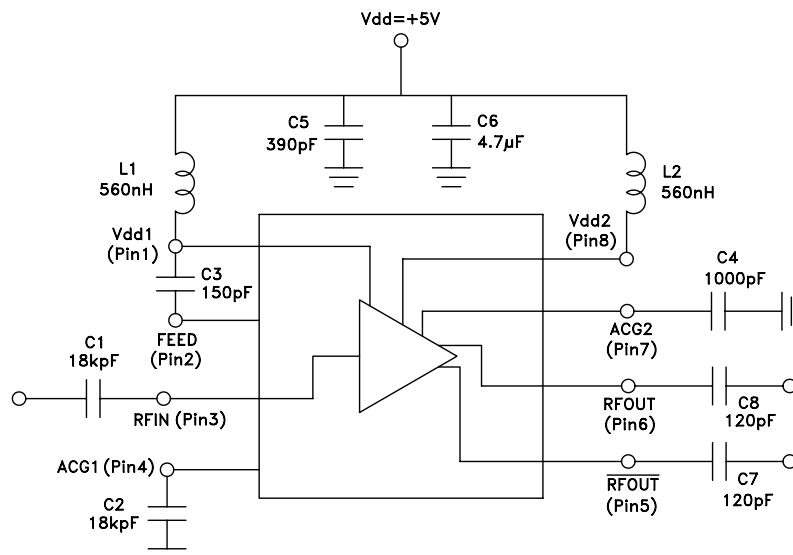 Vdd=+5V
C5
390pF
C6
4.7µF
L1
560nH
L2
560nH
Vdd1
(Pin1)
Vdd2
(Pin8)
C3
150pF
C4
1000pF
FEED
(Pin2)
ACG2
(Pin7)
C1
18kpF
RFIN (Pin3)
RFOUT
(Pin6)
C8
120pF
ACG1 (Pin4)
RFOUT
(Pin5)
C7
120pF
C2
18kpF